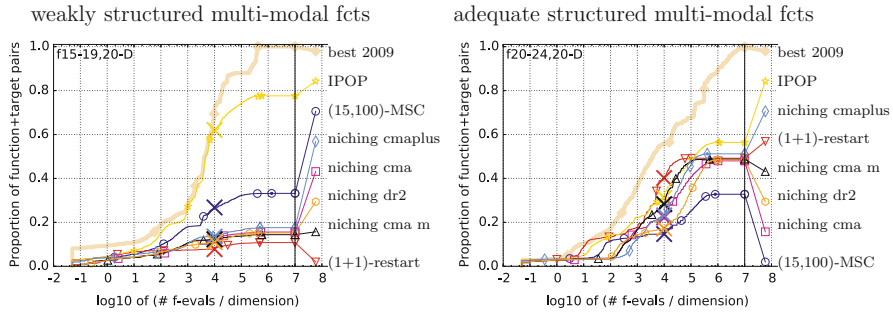 weakly structured multi-modal fcts
f15-19,20-D
Proportion of function+target pairs
1.0
0.8
0.6
0.4
0.2
0.0
-2 -1 0 1 2 3 4 5 6 7 8
log10 of (# f-evals / dimension)
best 2009
IPOP
(15,100)-MSC
niching cmaplus
niching cma
niching dr2
niching cma m
(1+1)-restart
adequate structured multi-modal fcts
f20-24,20-D
Proportion of function+target pairs
1.0
0.8
0.6
0.4
0.2
0.0
-2 -1 0 1 2 3 4 5 6 7 8
log10 of (# f-evals / dimension)
best 2009
IPOP
niching cmaplus
(1+1)-restart
niching cma m
niching dr2
niching cma
(15,100)-MSC